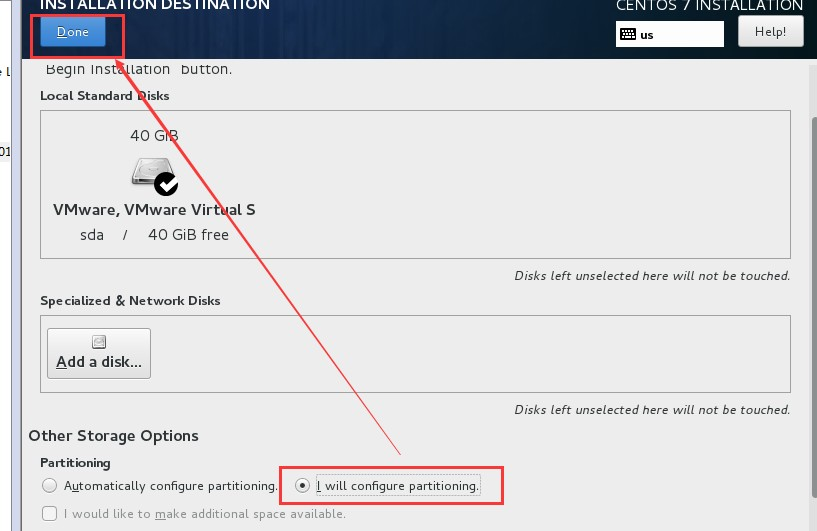 INSTALLATION DESTINATION
CENTOS 7 INSTALLATION
Done
us
Help!
Begin Installation" button.
Local Standard Disks
40 GiB
VMware, VMware Virtual S
sda / 40 GiB free
Disks left unselected here will not be touched.
Specialized & Network Disks
Add a disk...
Disks left unselected here will not be touched.
Other Storage Options
Partitioning
Automatically configure partitioning.
I will configure partitioning.
I would like to make additional space available.
01